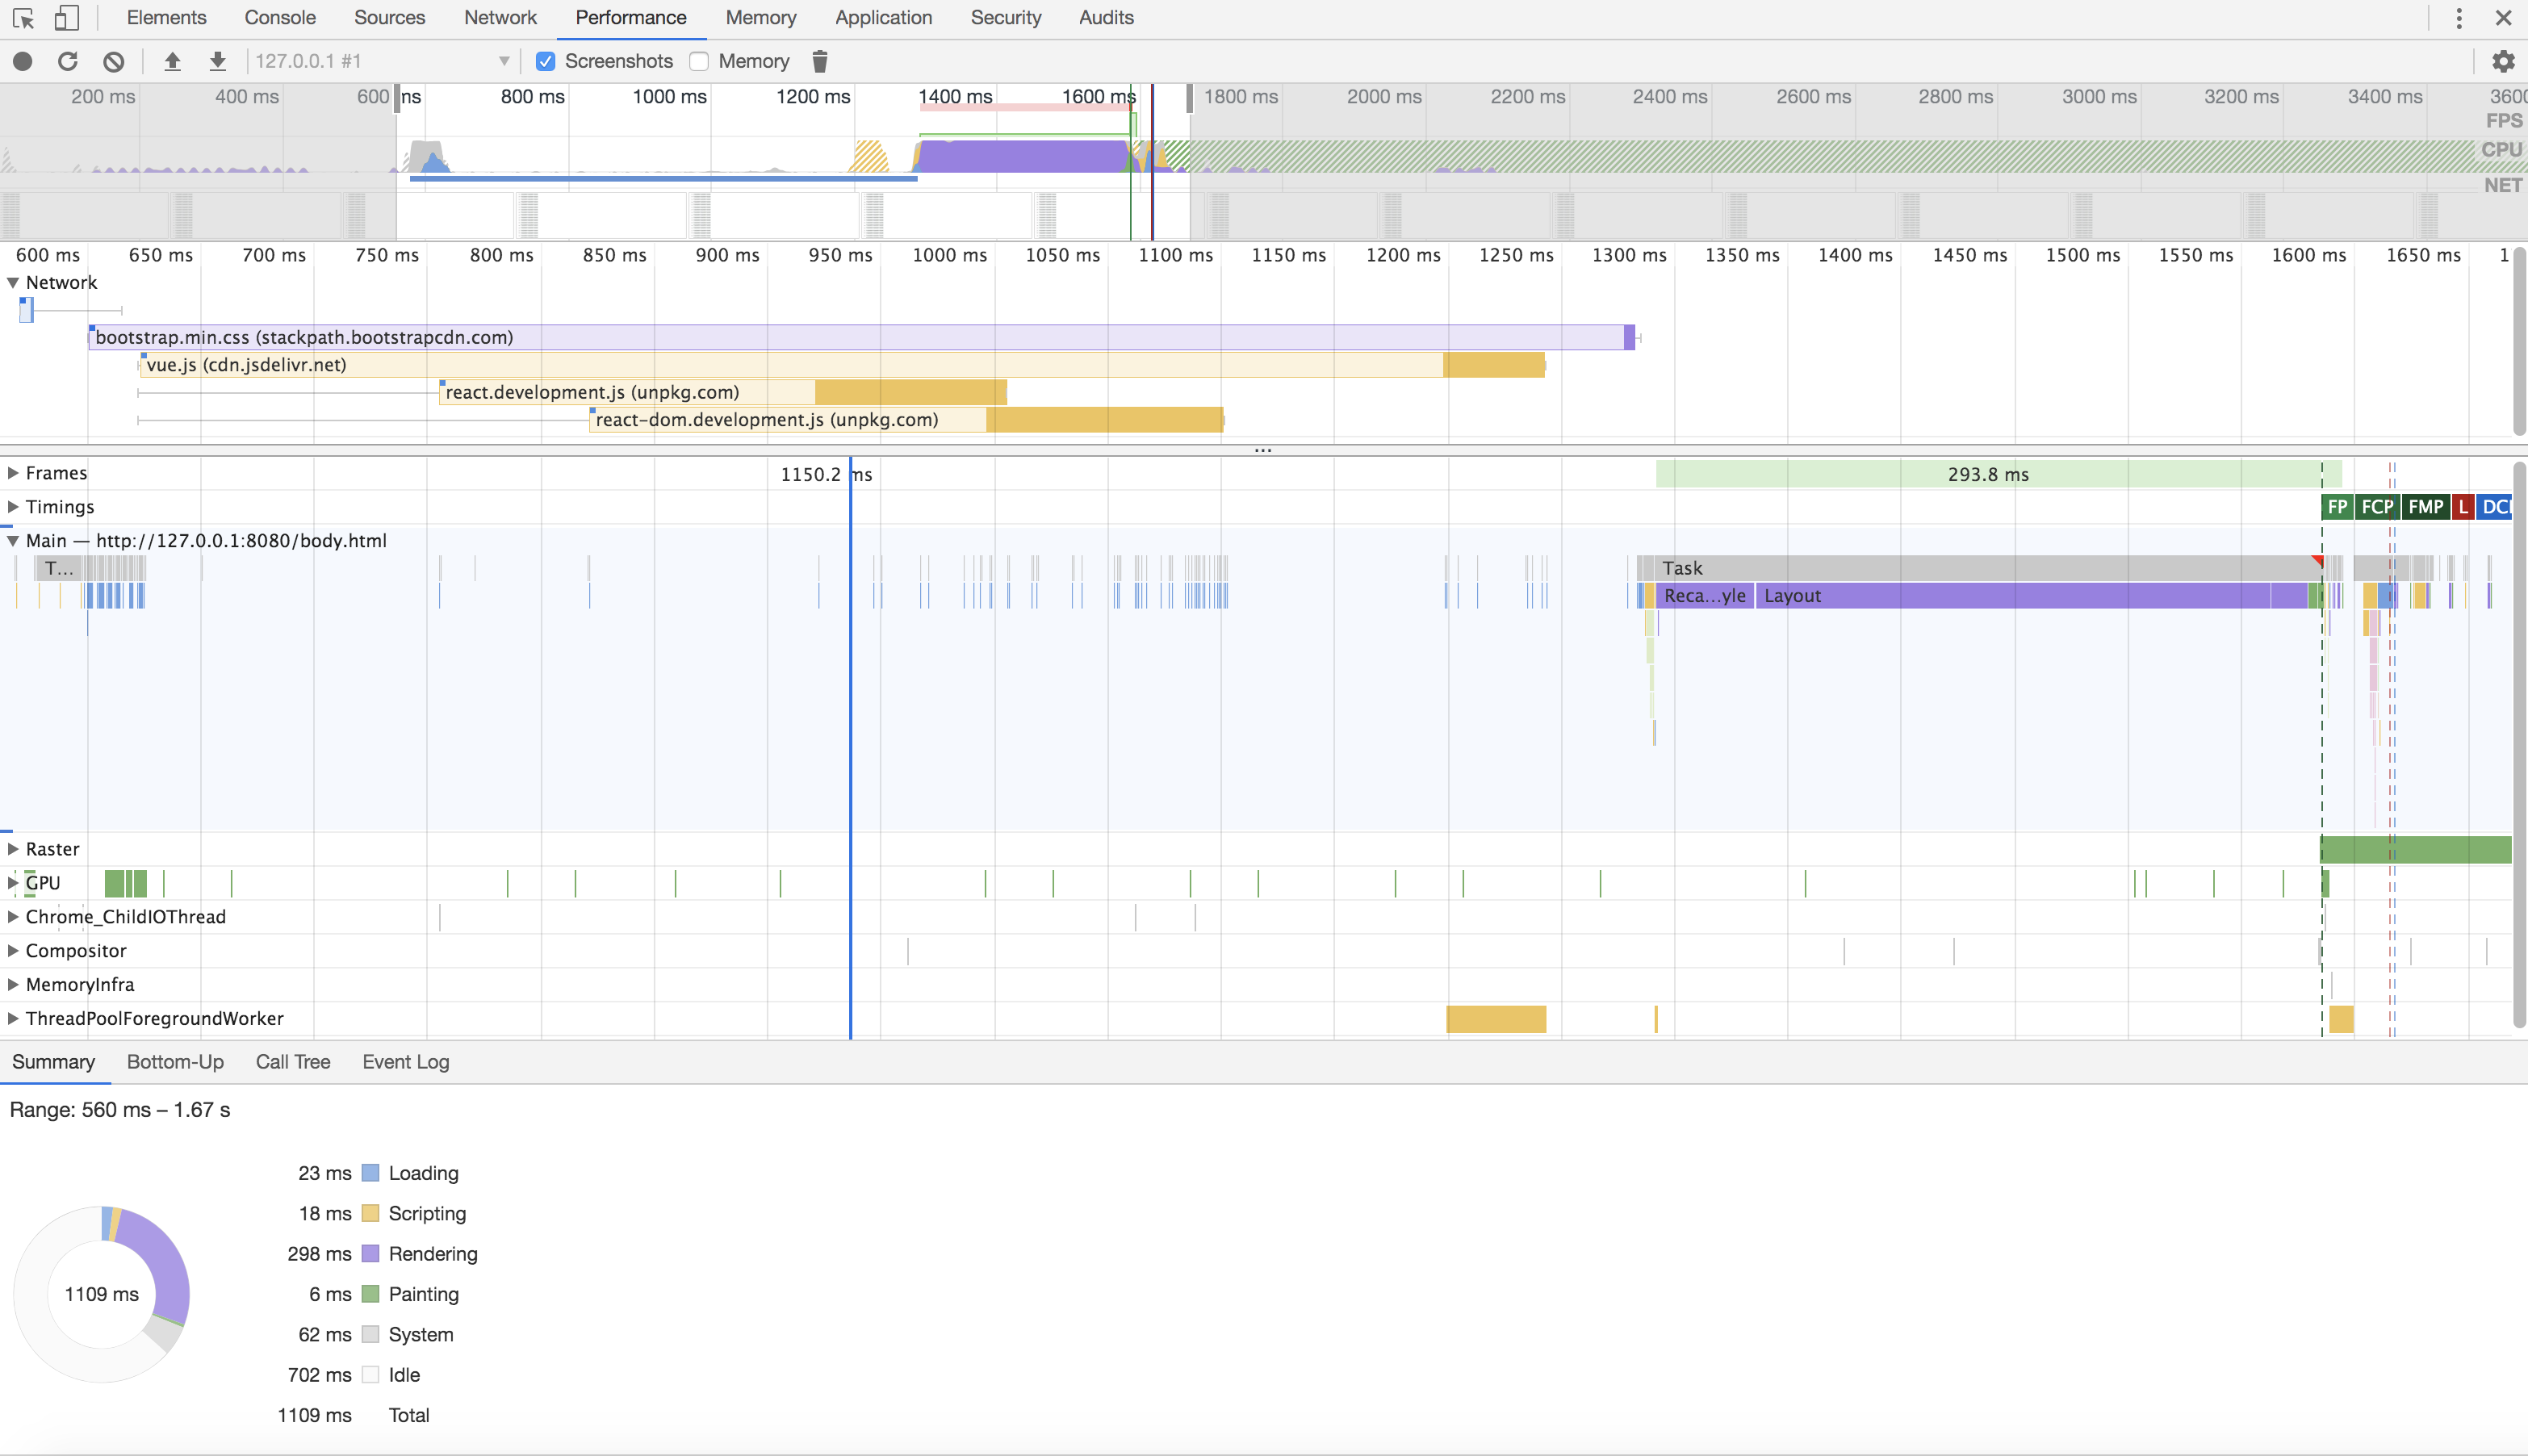 Elements Console Sources Network Performance Memory Application Security Audits
127.0.0.1 #1 Screenshots Memory
200 ms 400 ms 600 ms 800 ms 1000 ms 1200 ms 1400 ms 1600 ms 1800 ms 2000 ms 2200 ms 2400 ms 2600 ms 2800 ms 3000 ms 3200 ms 3400 ms 3600
FPS
CPU
NET
600 ms 650 ms 700 ms 750 ms 800 ms 850 ms 900 ms 950 ms 1000 ms 1050 ms 1100 ms 1150 ms 1200 ms 1250 ms 1300 ms 1350 ms 1400 ms 1450 ms 1500 ms 1550 ms 1600 ms 1650 ms 1
Network
bootstrap.min.css (stackpath.bootstrapcdn.com)
vue.js (cdn.jsdelivr.net)
react.development.js (unpkg.com)
react-dom.development.js (unpkg.com)
...
Frames 1150.2 ms 293.8 ms
Timings FP FCP FMP L DCL
Main — http://127.0.0.1:8080/body.html
T... Task
Reca...yle Layout
Raster
GPU
Chrome_ChildIOThread
Compositor
MemoryInfra
ThreadPoolForegroundWorker
Summary Bottom-Up Call Tree Event Log
Range: 560 ms – 1.67 s
23 ms Loading
18 ms Scripting
298 ms Rendering
1109 ms
6 ms Painting
62 ms System
702 ms Idle
1109 ms Total